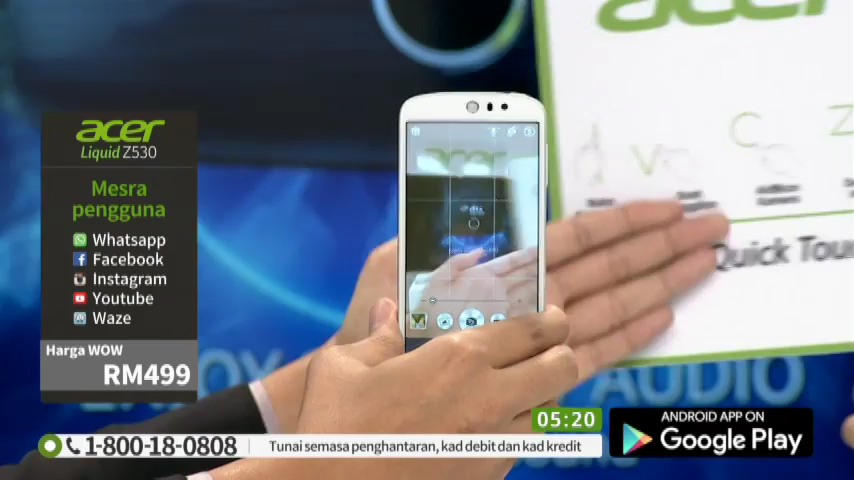 acer
acer
Liquid Z530
Mesra
pengguna
Whatsapp
Facebook
Instagram
Youtube
Waze
Harga WOW
RM499
V
C
Z
Quick Tou
AUDIO
05:20
1-800-18-0808
Tunai semasa penghantaran, kad debit dan kad kredit
ANDROID APP ON
Google Play